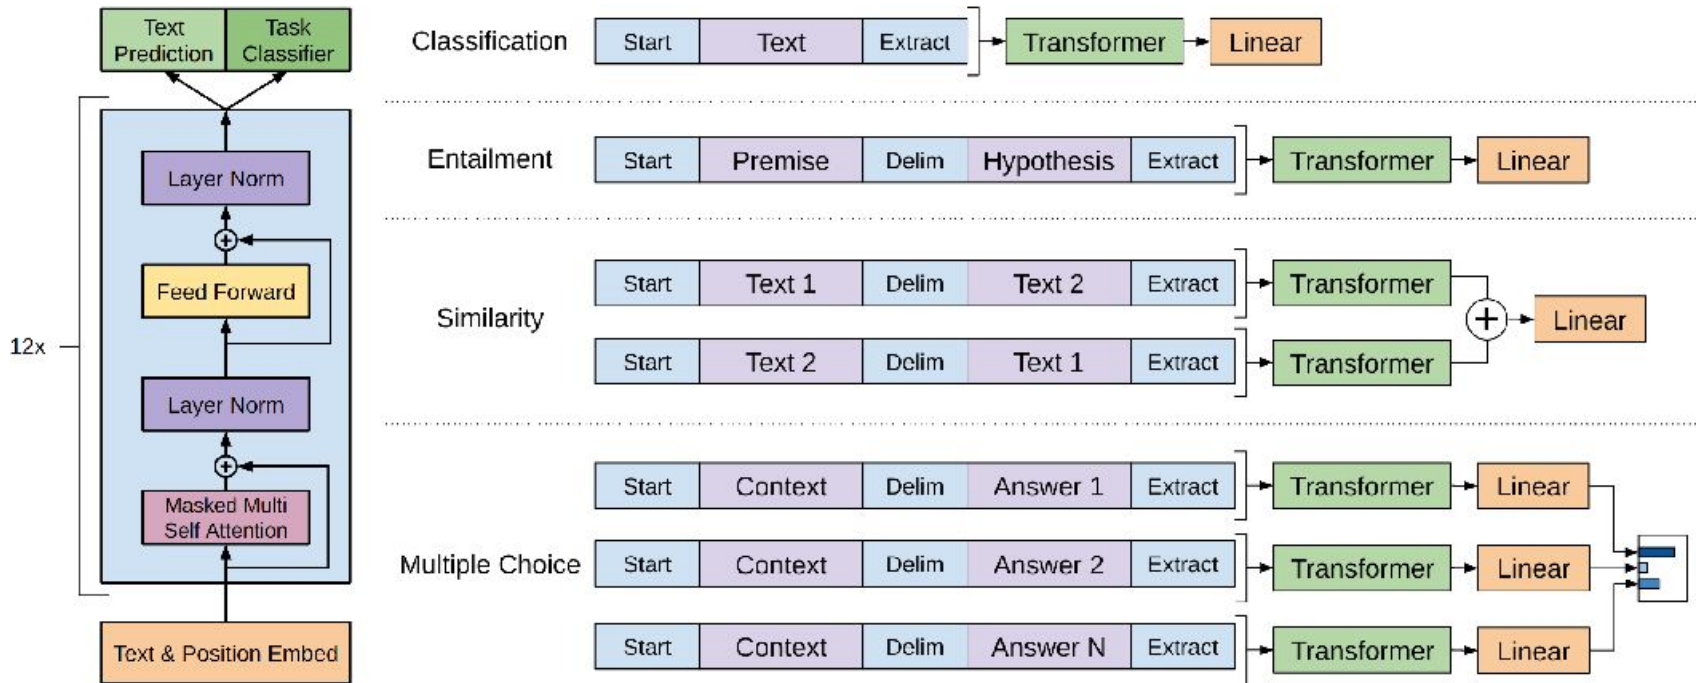 Text
Prediction
Task
Classifier
12x
Layer Norm
+
Feed Forward
Layer Norm
+
Masked Multi
Self Attention
Text & Position Embed
Classification
Start Text Extract Transformer Linear
Entailment
Start Premise Delim Hypothesis Extract Transformer Linear
Similarity
Start Text 1 Delim Text 2 Extract Transformer
+ Linear
Start Text 2 Delim Text 1 Extract Transformer
Multiple Choice
Start Context Delim Answer 1 Extract Transformer Linear
Start Context Delim Answer 2 Extract Transformer Linear
Start Context Delim Answer N Extract Transformer Linear